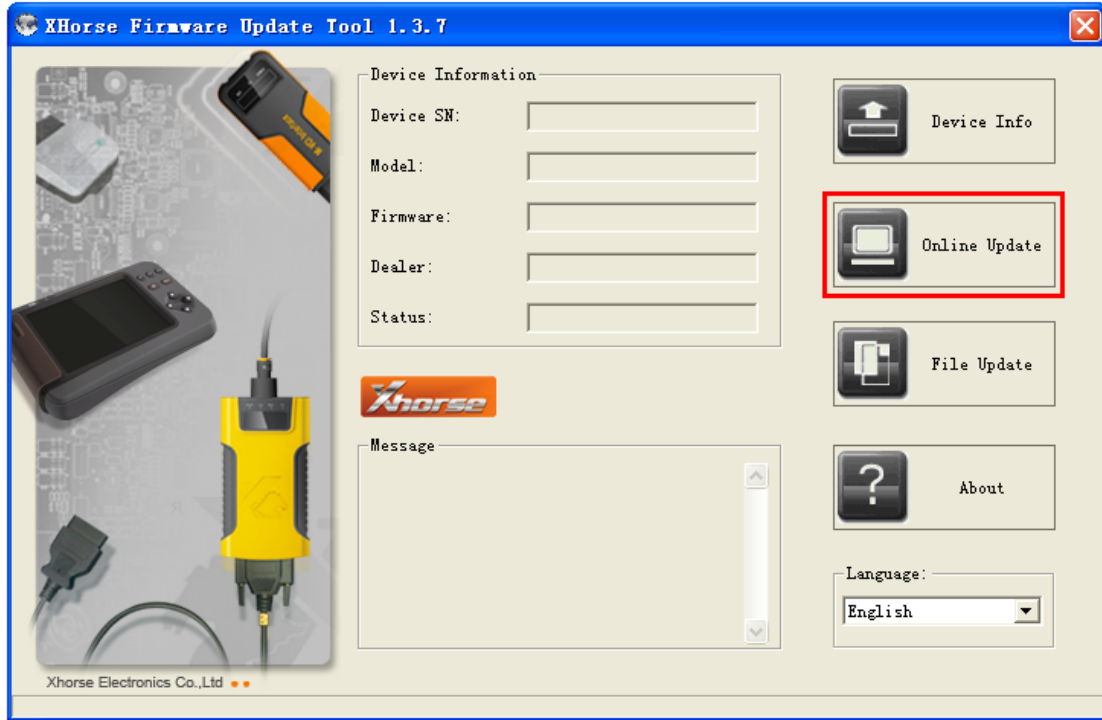 XHorse Firmware Update Tool 1.3.7
Device Information
Device SN:
Model:
Firmware:
Dealer:
Status:
Xhorse
Message
Device Info
Online Update
File Update
?
About
Language:
English
Xhorse Electronics Co.,Ltd